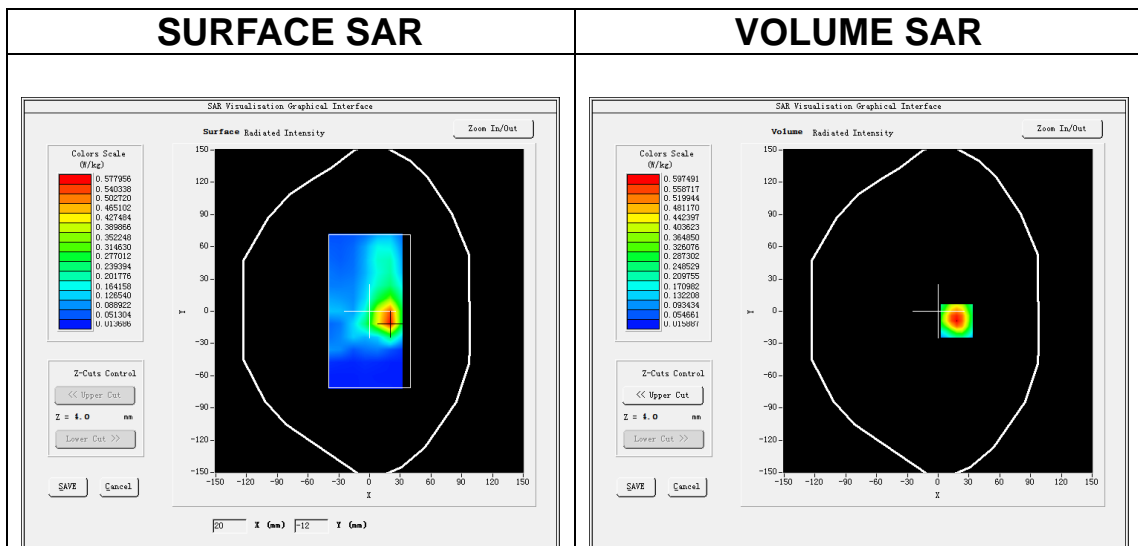 SURFACE SAR
VOLUME SAR
SAR Visualisation Graphical Interface
Surface Radiated Intensity
Zoom In/Out
Colors Scale
(W/kg)
0.577956
0.540338
0.502720
0.465102
0.427484
0.389866
0.352248
0.314630
0.277012
0.239394
0.201776
0.164158
0.126540
0.088922
0.051304
0.013686
150
120
90
60
30
0
-30
-60
-90
-120
-150
Y
-150 -120 -90 -60 -30 0 30 60 90 120 150
X
Z-Cuts Control
<< Upper Cut
Z = 4.0 mm
Lower Cut >>
SAVE Cancel
20 X (mm) -12 Y (mm)
SAR Visualisation Graphical Interface
Volume Radiated Intensity
Zoom In/Out
Colors Scale
(W/kg)
0.597491
0.558717
0.519944
0.481170
0.442397
0.403623
0.364850
0.326076
0.287302
0.248529
0.209755
0.170982
0.132208
0.093434
0.054661
0.015887
150
120
90
60
30
0
-30
-60
-90
-120
-150
Y
-150 -120 -90 -60 -30 0 30 60 90 120 150
X
Z-Cuts Control
<< Upper Cut
Z = 4.0 mm
Lower Cut >>
SAVE Cancel